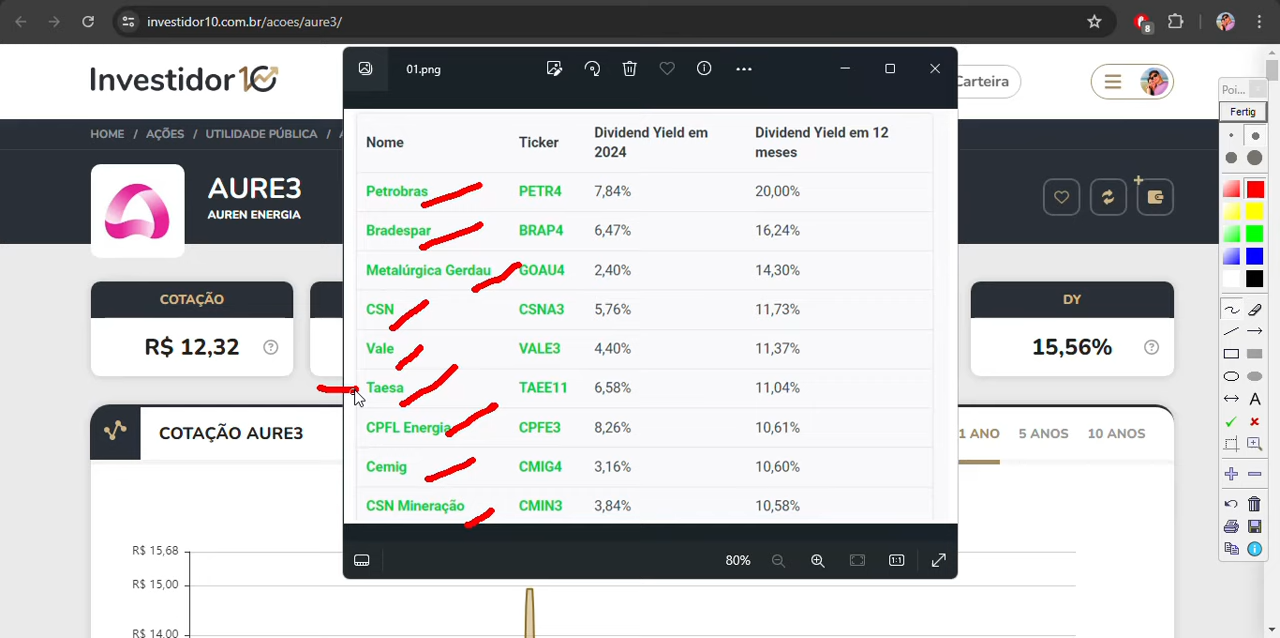 investidor10.com.br/acoes/aure3/
8
Investidor10
Carteira
HOME / AÇÕES / UTILIDADE PÚBLICA /
AURE3
AUREN ENERGIA
COTAÇÃO
R$ 12,32
DY
15,56%
COTAÇÃO AURE3
1 ANO 5 ANOS 10 ANOS
R$ 15,68
R$ 15,00
R$ 14,00
01.png
Nome Ticker Dividend Yield em 2024 Dividend Yield em 12 meses
Petrobras PETR4 7,84% 20,00%
Bradespar BRAP4 6,47% 16,24%
Metalúrgica Gerdau GOAU4 2,40% 14,30%
CSN CSNA3 5,76% 11,73%
Vale VALE3 4,40% 11,37%
Taesa TAEE11 6,58% 11,04%
CPFL Energia CPFE3 8,26% 10,61%
Cemig CMIG4 3,16% 10,60%
CSN Mineração CMIN3 3,84% 10,58%
80%
1:1
Poi...
Fertig
A